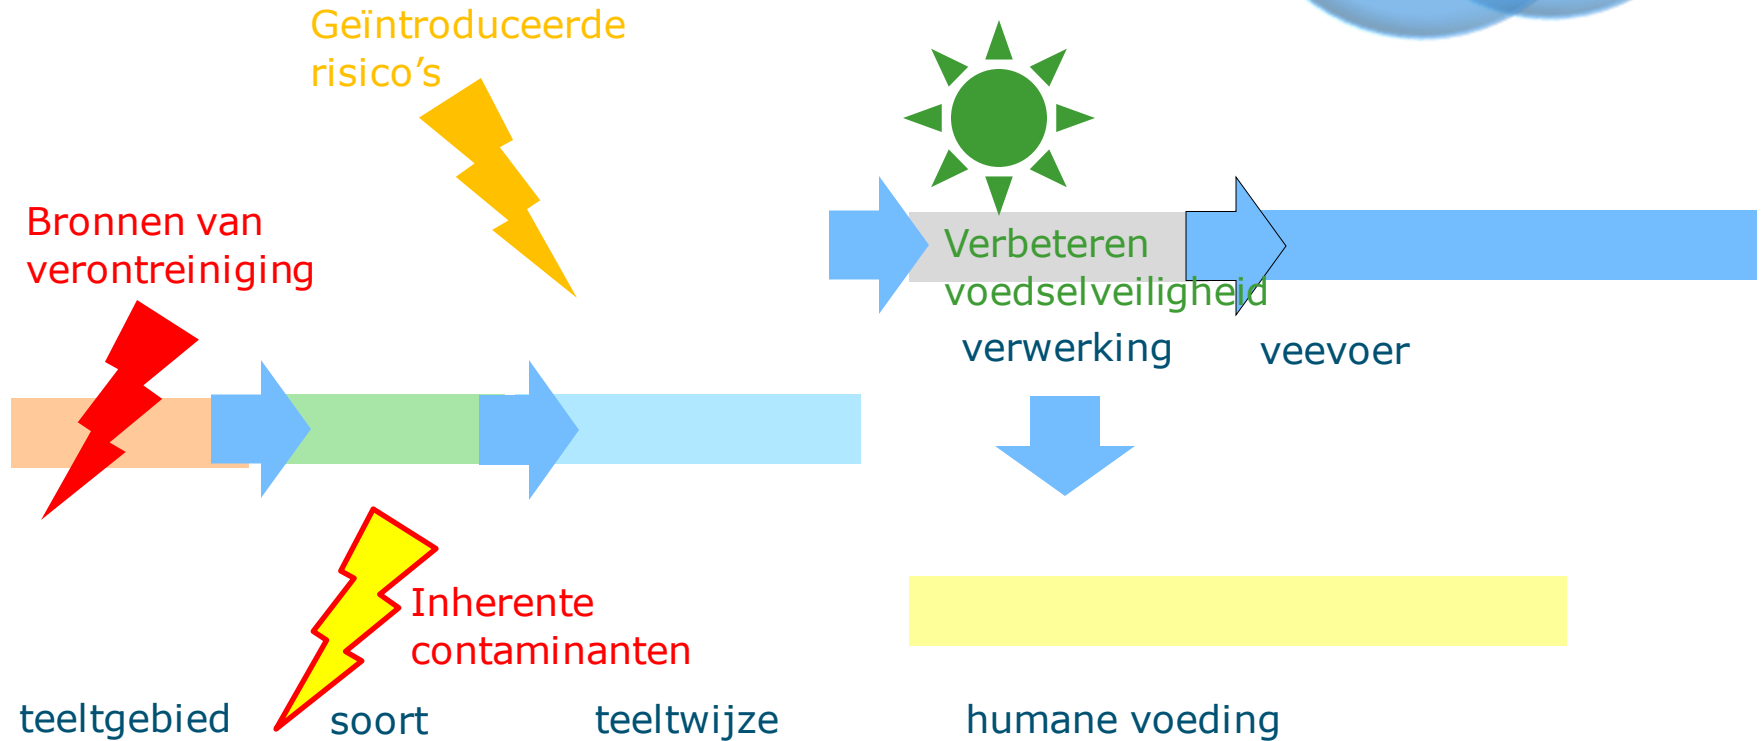 Geïntroduceerde
risico’s
Bronnen van
verontreiniging
Verbeteren
voedselveiligheid
verwerking
veevoer
Inherente
contaminanten
teeltgebied
soort
teeltwijze
humane voeding